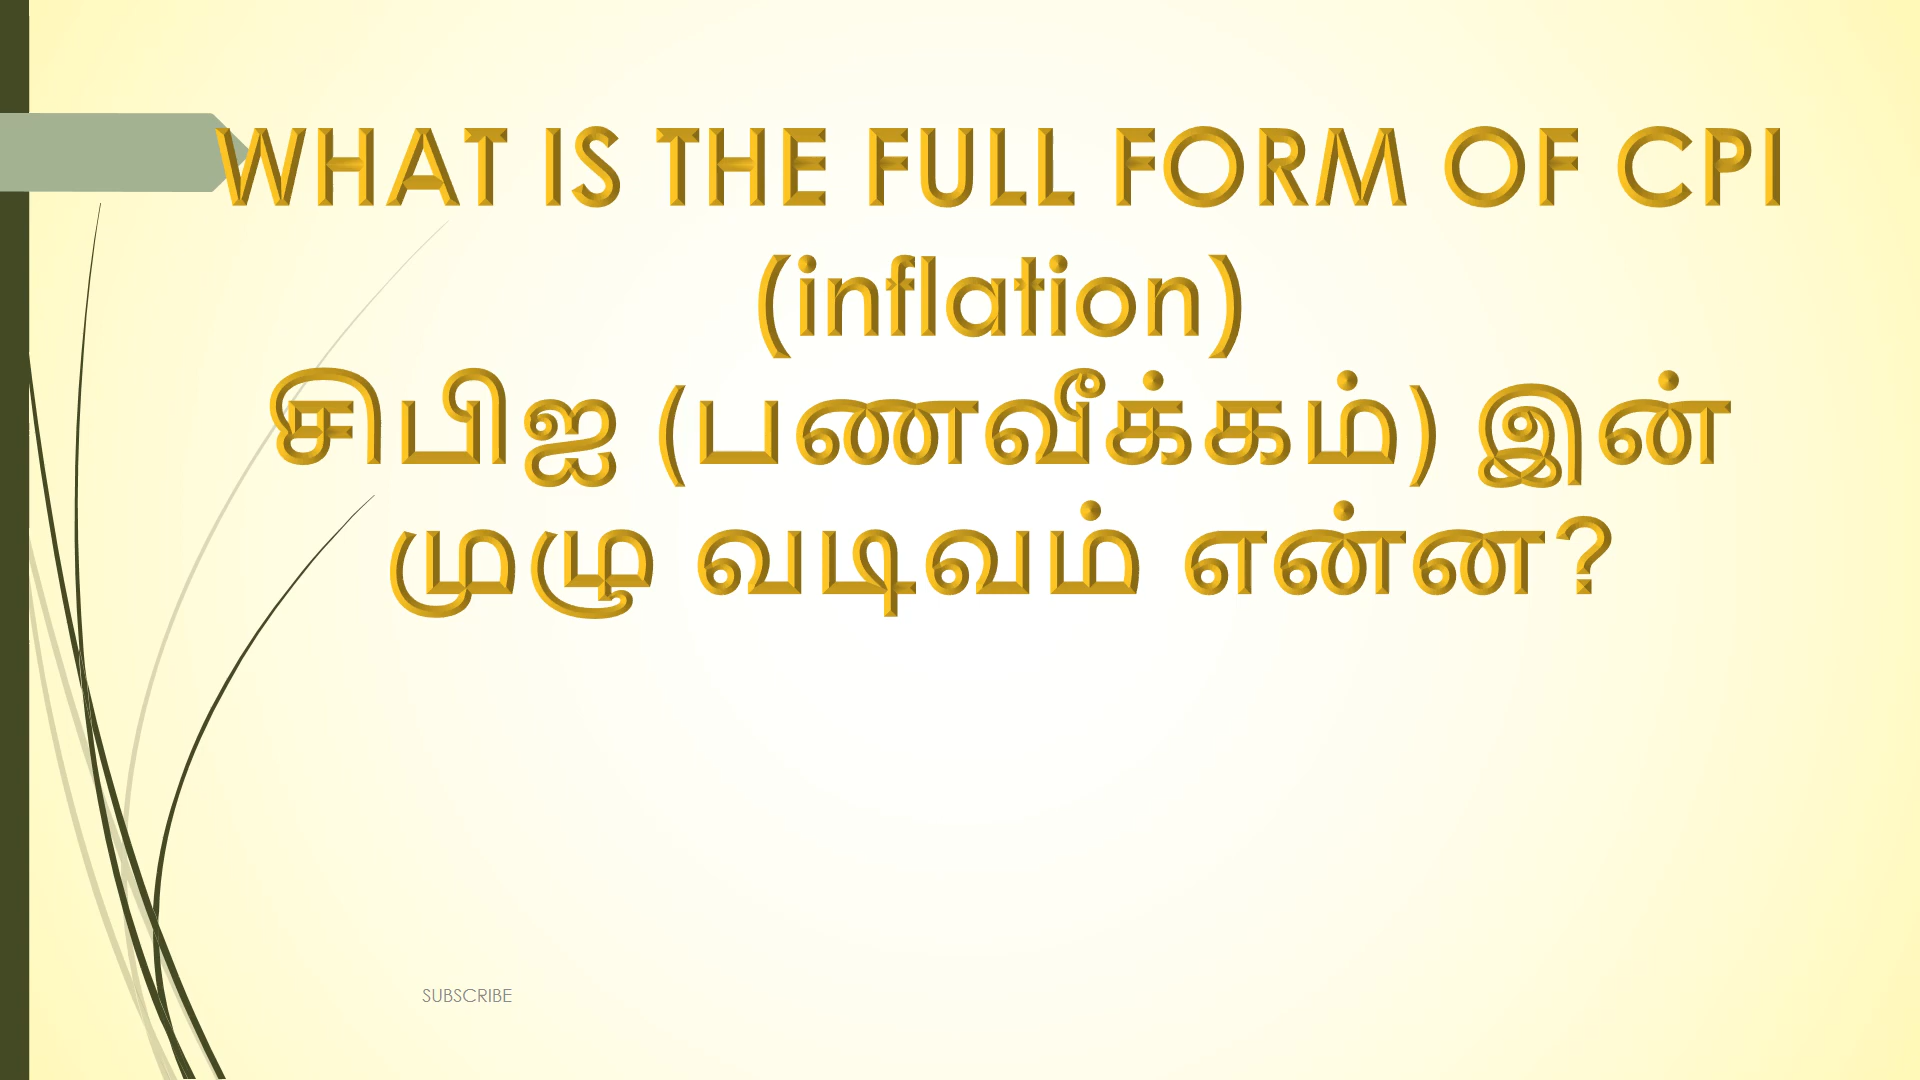 WHAT IS THE FULL FORM OF CPI
(inflation)
சிபிஐ (பணவீக்கம்) இன்
முழு வடிவம் என்ன?
SUBSCRIBE